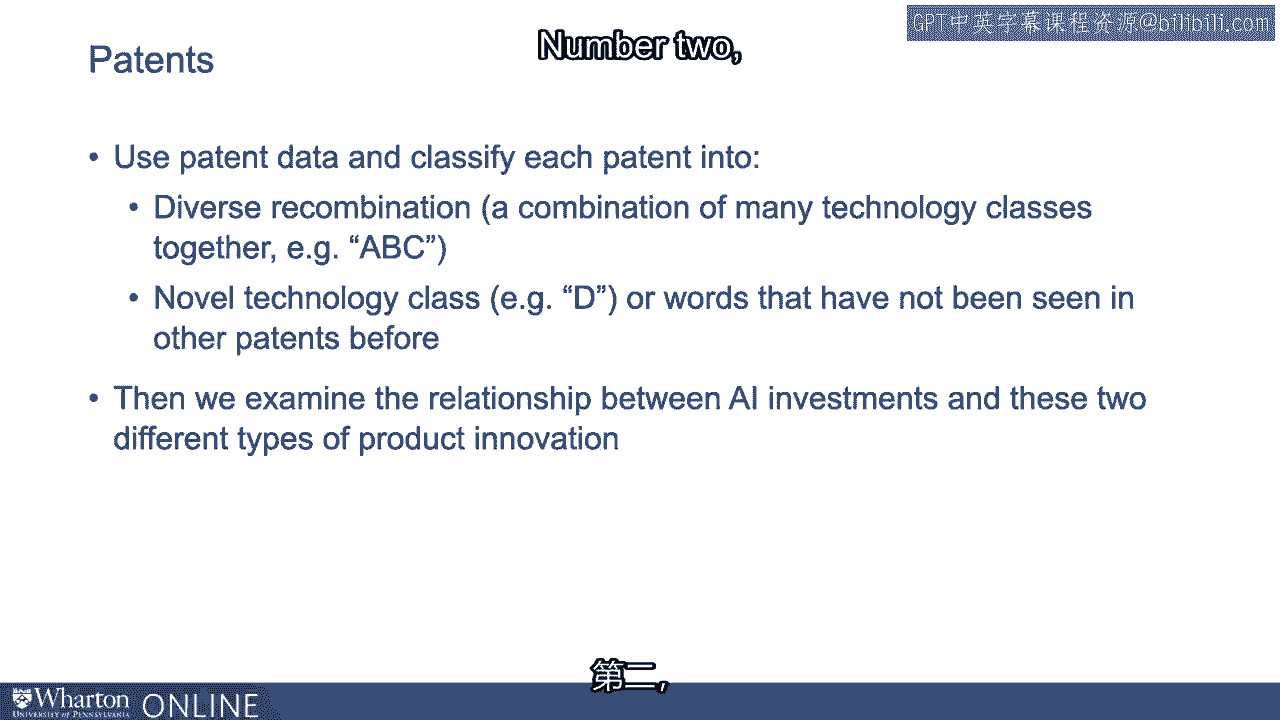 GPT中英字幕课程资源@bilibili.com
Number two,
Patents
• Use patent data and classify each patent into:
• Diverse recombination (a combination of many technology classes
together, e.g. “ABC”)
• Novel technology class (e.g. “D”) or words that have not been seen in
other patents before
• Then we examine the relationship between AI investments and these two
different types of product innovation
第二,
Wharton ONLINE
UNIVERSITY of PENNSYLVANIA